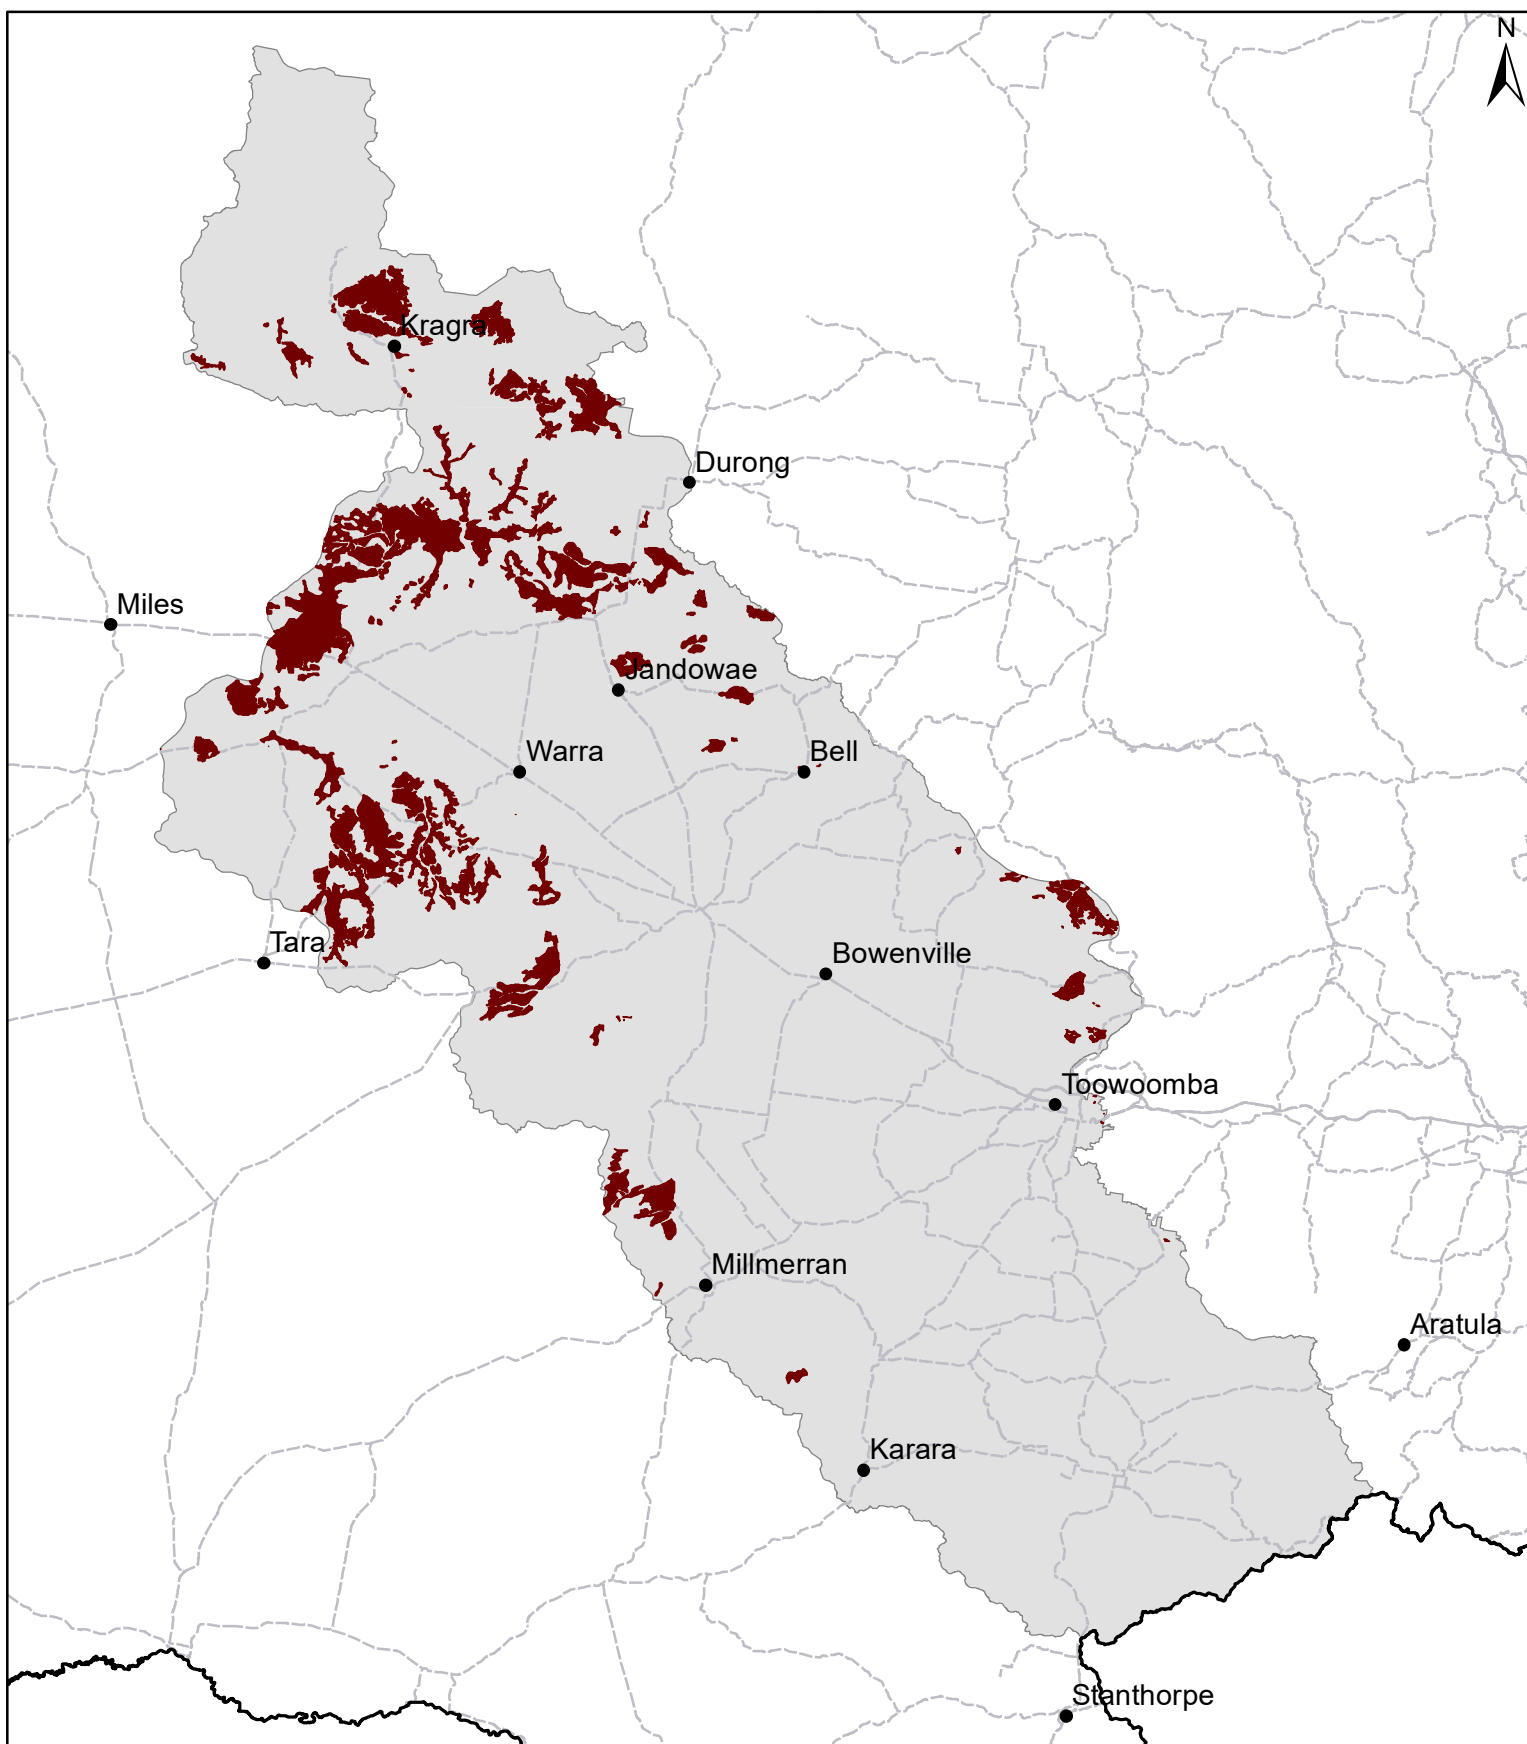 N
Kragra
Durong
Miles
Jandowae
Warra
Bell
Tara
Bowenville
Toowoomba
Millmerran
Aratula
Karara
Stanthorpe